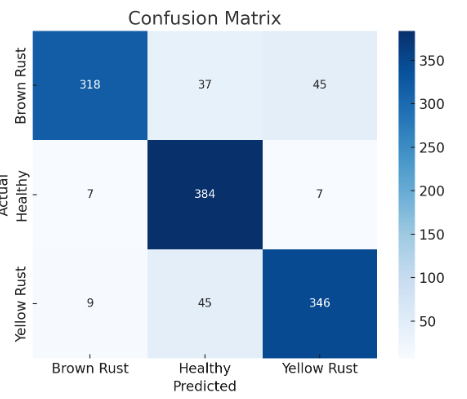 Confusion Matrix
Brown Rust
318 37 45
350
300
250
Actual
Healthy
7 384 7
200
150
Yellow Rust
9 45 346
100
50
Brown Rust Healthy Yellow Rust
Predicted